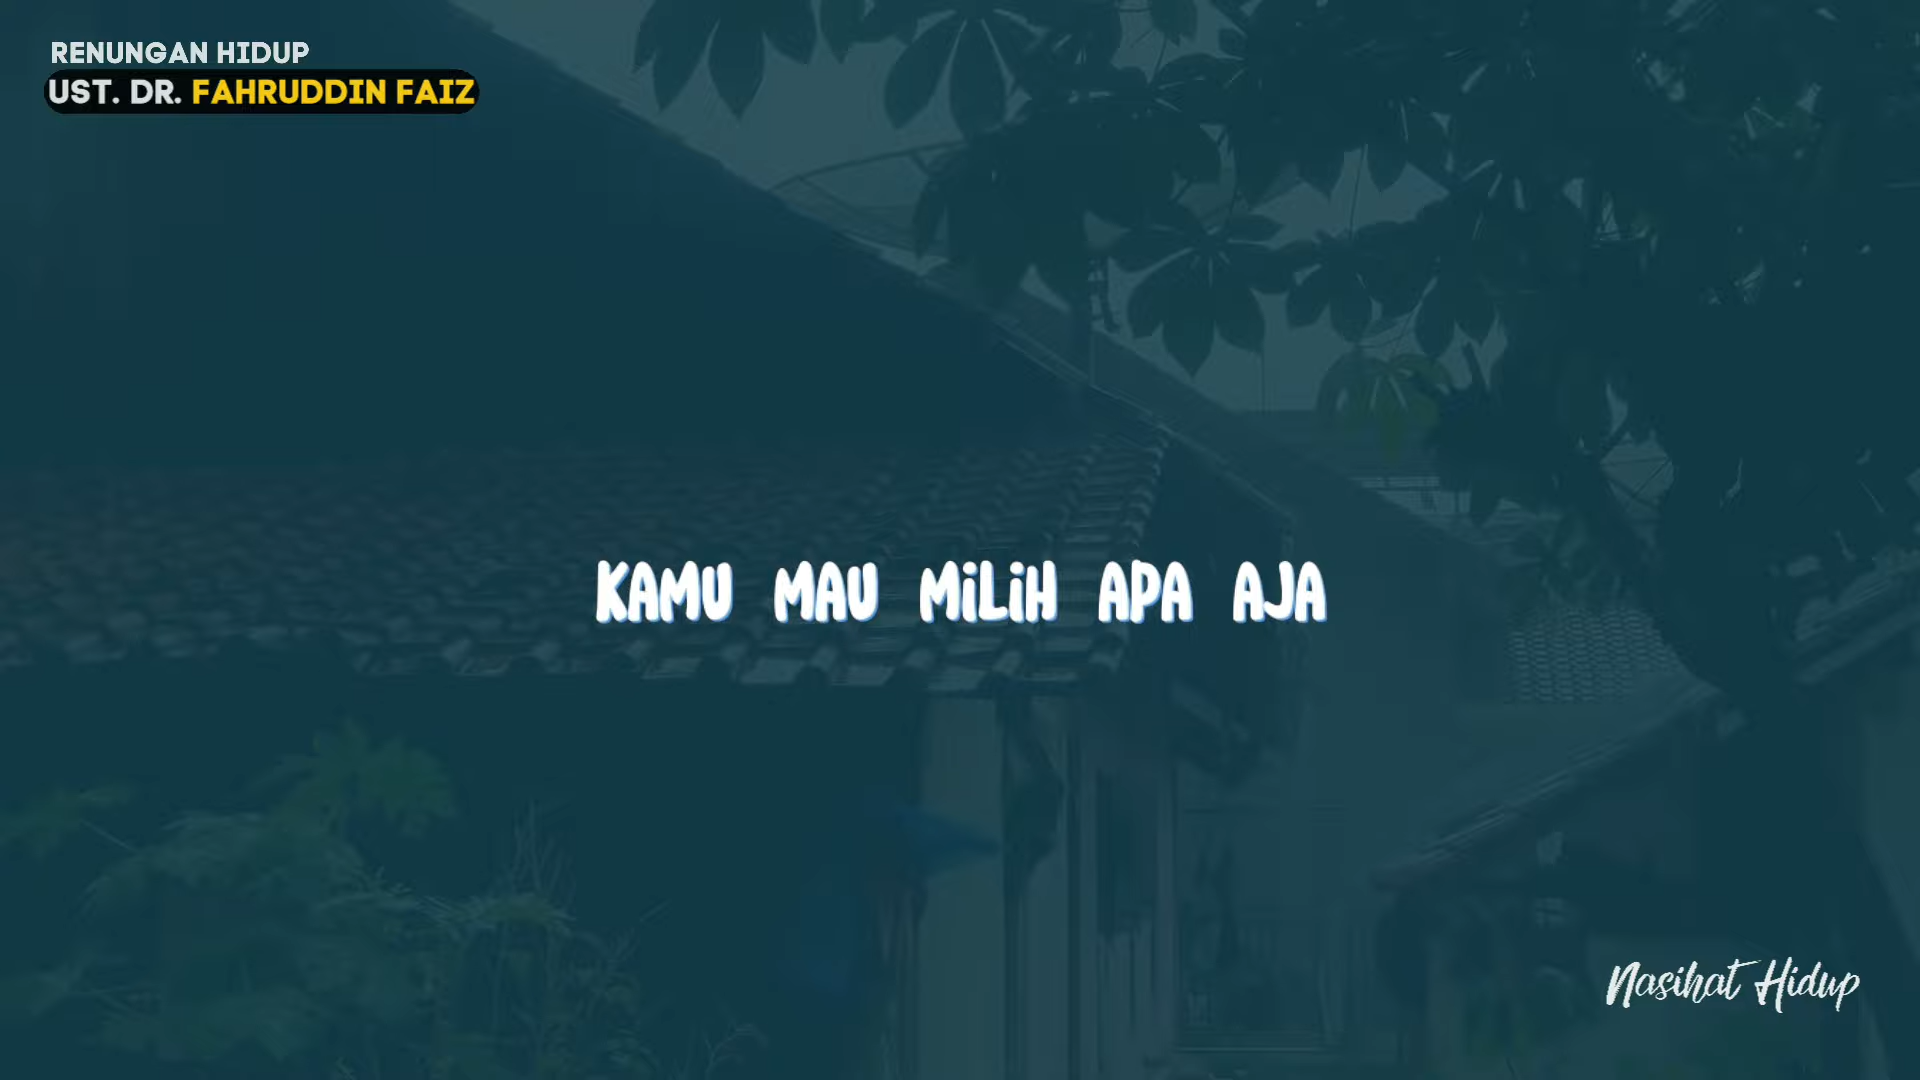 RENUNGAN HIDUP
UST. DR. FAHRUDDIN FAIZ
KAMU MAU MiLiH APA AJA
Nasihat Hidup